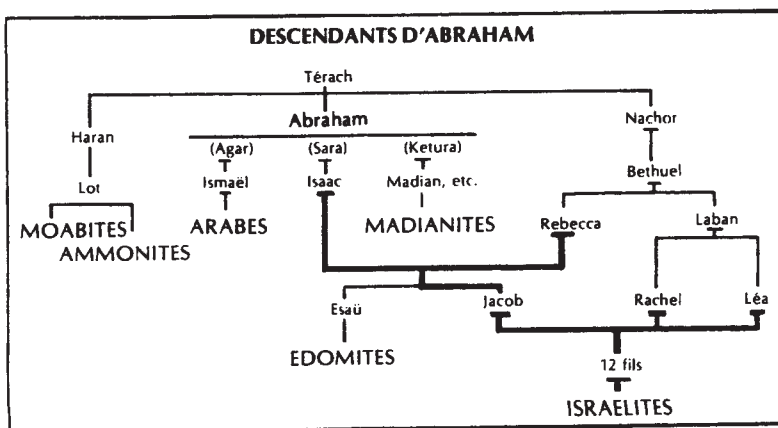 DESCENDANTS D'ABRAHAM
Térach
Haran Abraham Nachor
(Agar) (Sara) (Ketura)
Lot Ismaël Isaac Madian, etc. Bethuel
MOABITES ARABES MADIANITES Rebecca Laban
AMMONITES
Esaü Jacob Rachel Léa
EDOMITES
12 fils
ISRAELITES